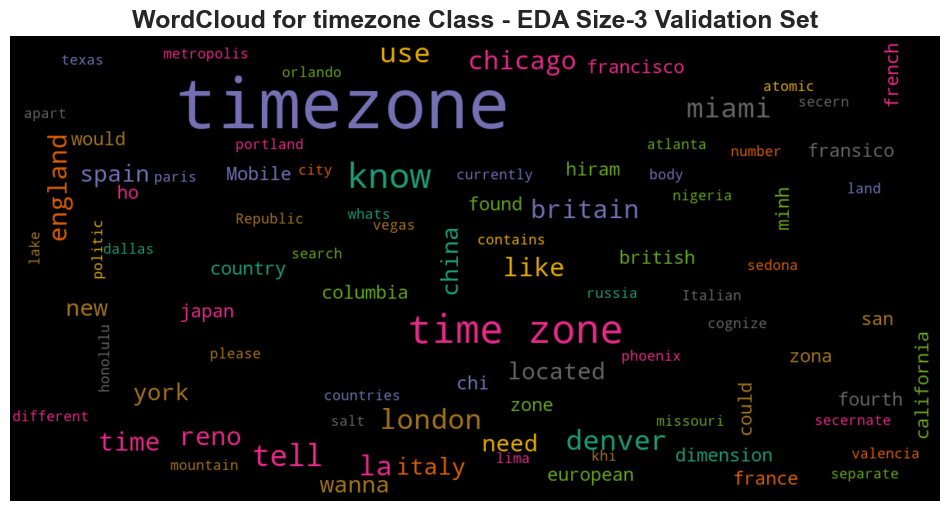 WordCloud for timezone Class - EDA Size-3 Validation Set
texas
metropolis
use
chicago
francisco
french
orlando
timezone
atomic
secern
miami
apart
would
england
portland
atlanta
number
fransico
spain
paris
Mobile
city
know
currently
hiram
body
land
ho
found
britain
nigeria
minh
Republic
whats
vegas
lake
politic
dallas
country
search
china
contains
like
british
sedona
new
japan
columbia
russia
Italian
san
honolulu
time zone
cognize
please
phoenix
zona
california
york
countries
chi
located
zone
could
fourth
different
salt
london
missouri
secernate
time
reno
tell
need
denver
dimension
valencia
mountain
la
italy
lima
khi
european
france
separate
wanna